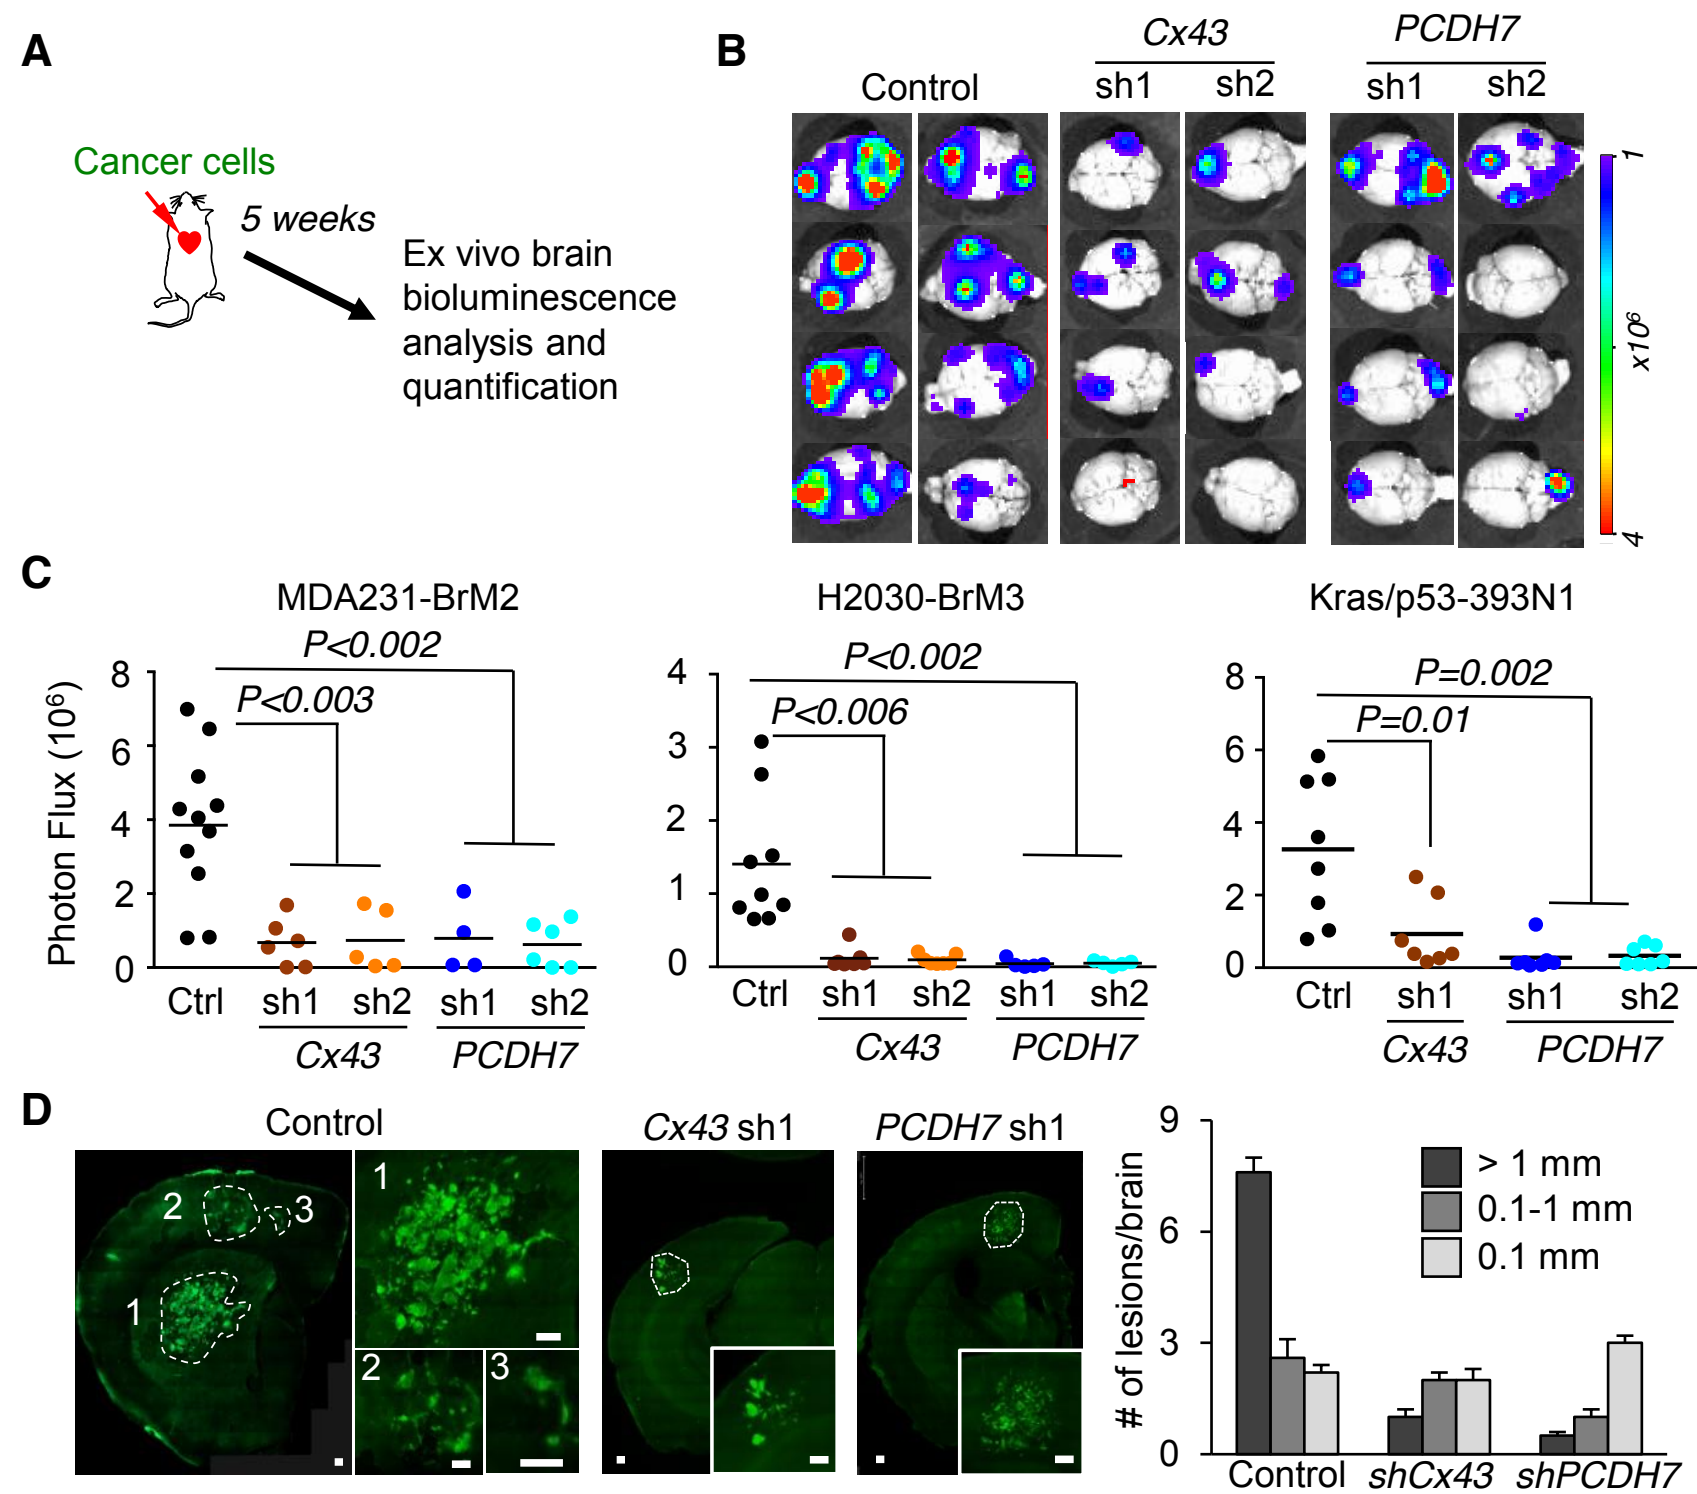 A
Cancer cells
5 weeks
Ex vivo brain
bioluminescence
analysis and
quantification
B
Control
Cx43
sh1 sh2
PCDH7
sh1 sh2
1
x10⁶
4
C
MDA231-BrM2
P<0.002
P<0.003
Photon Flux (10⁶)
8
6
4
2
0
Ctrl sh1 sh2 sh1 sh2
Cx43 PCDH7
H2030-BrM3
P<0.002
P<0.006
4
3
2
1
0
Ctrl sh1 sh2 sh1 sh2
Cx43 PCDH7
Kras/p53-393N1
P=0.002
P=0.01
8
6
4
2
0
Ctrl sh1 sh1 sh2
Cx43 PCDH7
D
Control
2 3
1
1
2 3
Cx43 sh1
PCDH7 sh1
# of lesions/brain
9
6
3
0
> 1 mm
0.1-1 mm
0.1 mm
Control shCx43 shPCDH7